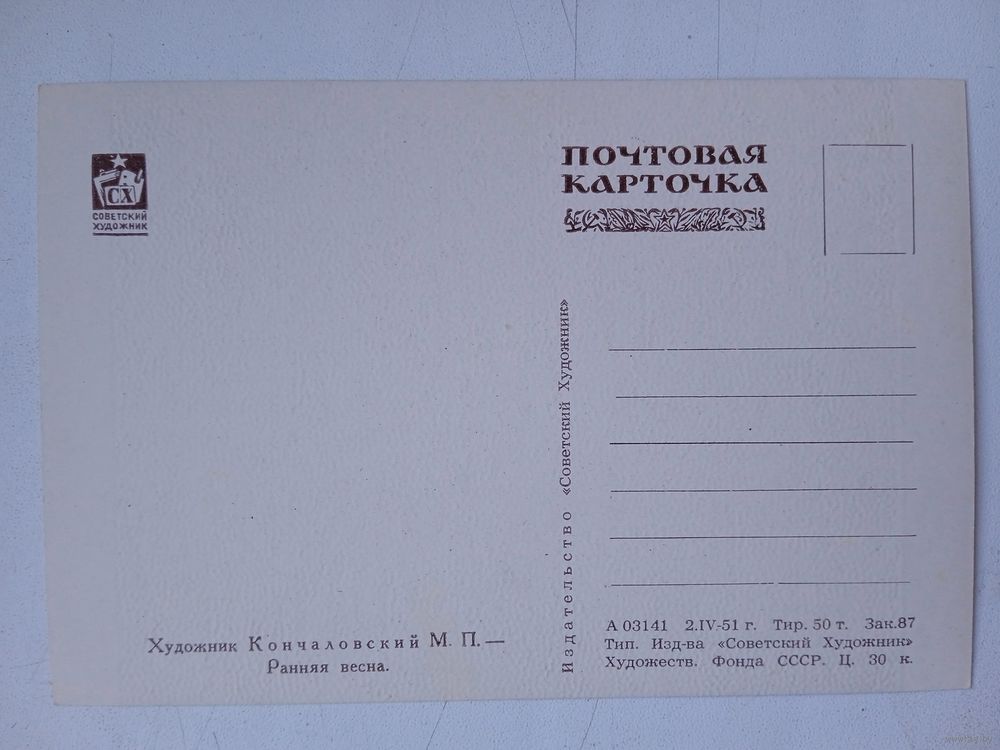 СХ
СОВЕТСКИЙ
ХУДОЖНИК
ПОЧТОВАЯ
КАРТОЧКА
Издательство «Советский Художник»
Художник Кончаловский М. П.—
Ранняя весна.
А 03141 2.IV-51 г. Тир. 50 т. Зак.87
Тип. Изд-ва «Советский Художник»
Художеств. Фонда СССР. Ц. 30 к.